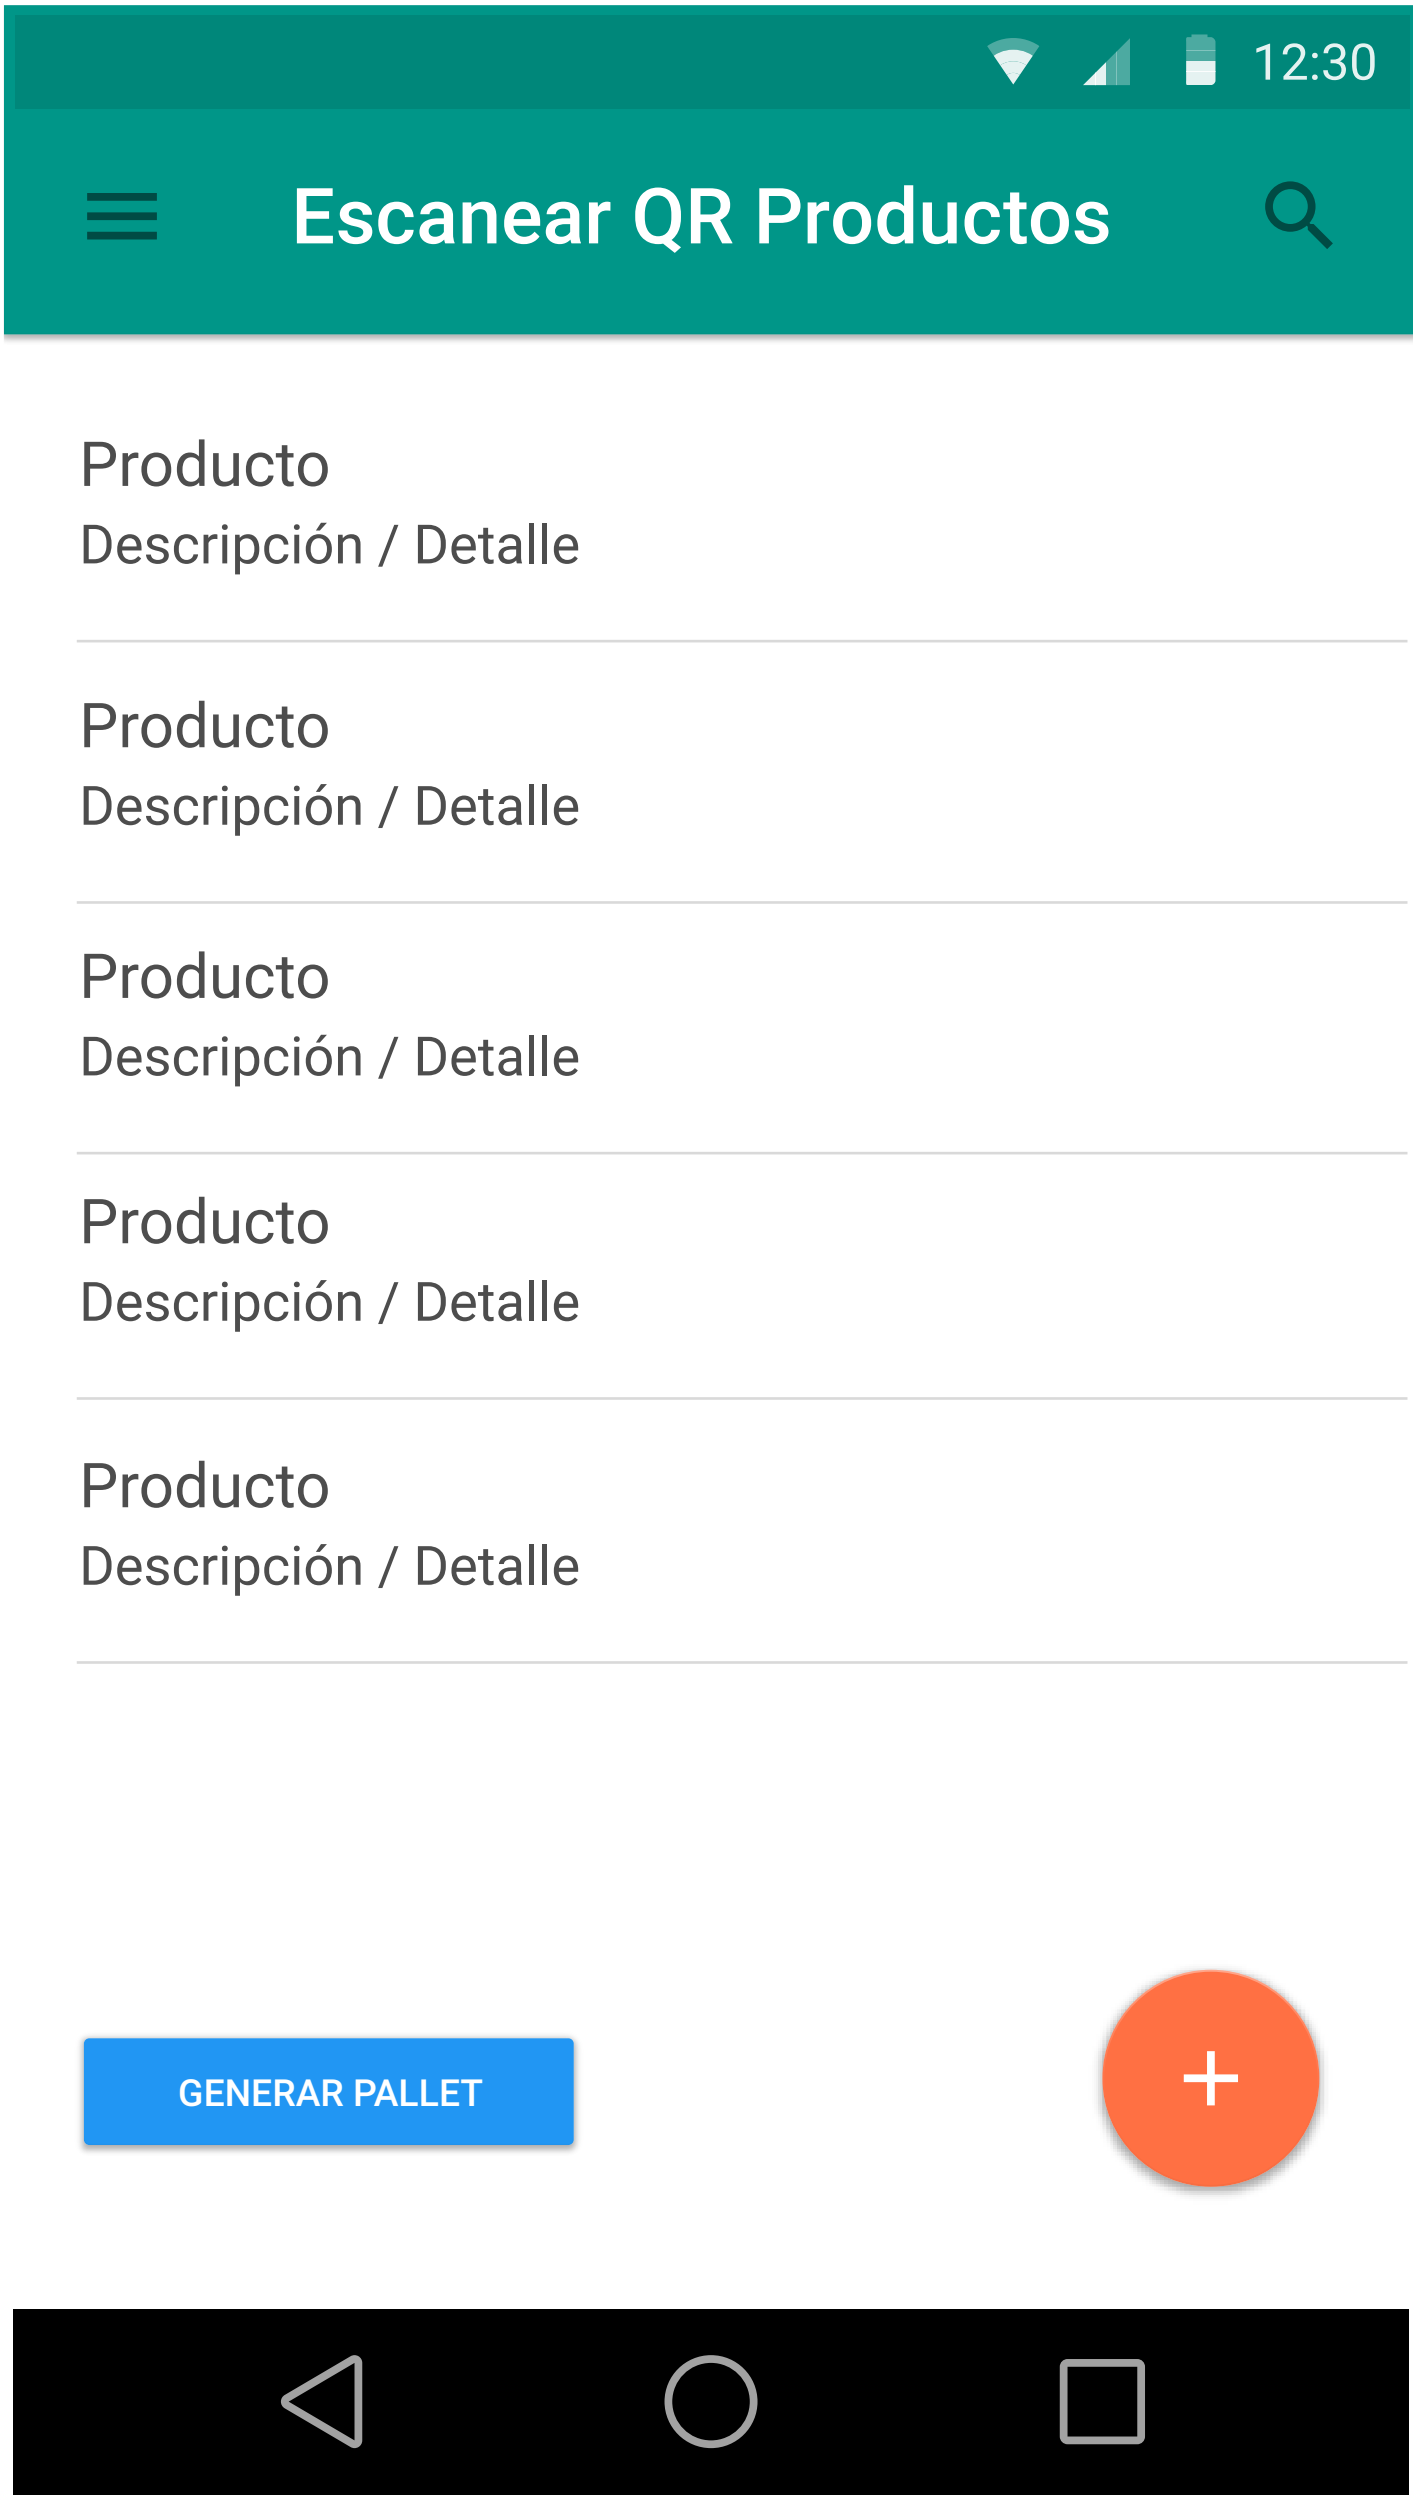 12:30
Escanear QR Productos
Producto
Descripción / Detalle
Producto
Descripción / Detalle
Producto
Descripción / Detalle
Producto
Descripción / Detalle
Producto
Descripción / Detalle
GENERAR PALLET